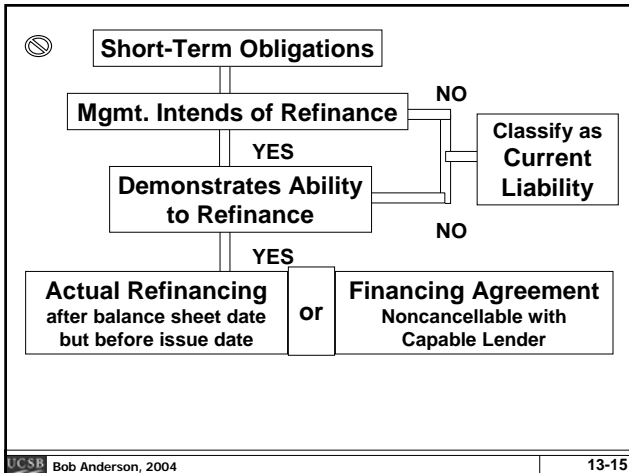 Short-Term Obligations
Mgmt. Intends of Refinance
NO
Classify as
Current
Liability
YES
Demonstrates Ability
to Refinance
NO
YES
Actual Refinancing
after balance sheet date
but before issue date
or
Financing Agreement
Noncancellable with
Capable Lender
UCSB Bob Anderson, 2004
13-15